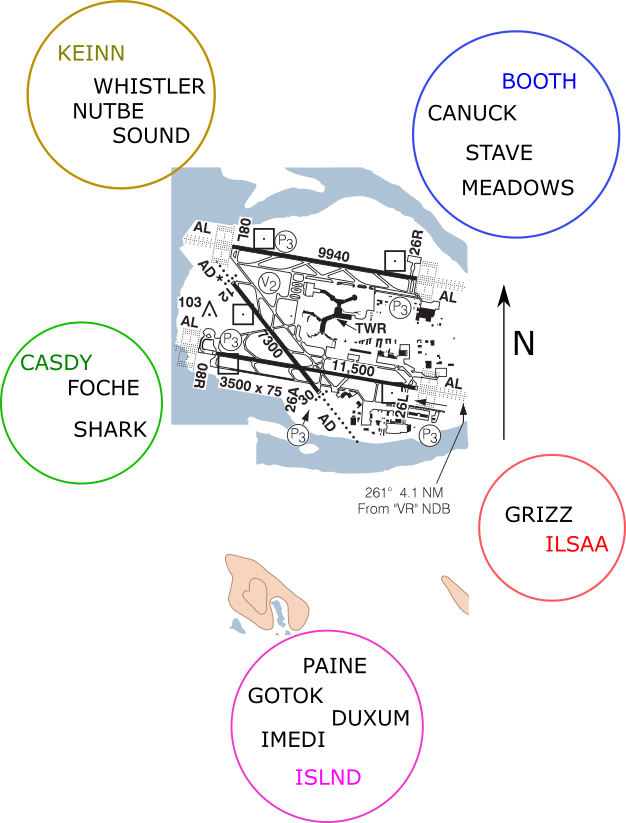 KEINN
WHISTLER
NUTBE
SOUND
BOOTH
CANUCK
STAVE
MEADOWS
AL
08L
P3
9940
26R
AD*
12
V2
AL
103
P3
TWR
AL
P3
7300
11,500
AL
08R
3500 x 75
26A
30
26L
AD
P3
P3
N
261° 4.1 NM
From "VR" NDB
CASDY
FOCHE
SHARK
GRIZZ
ILSAA
PAINE
GOTOK
DUXUM
IMEDI
ISLND